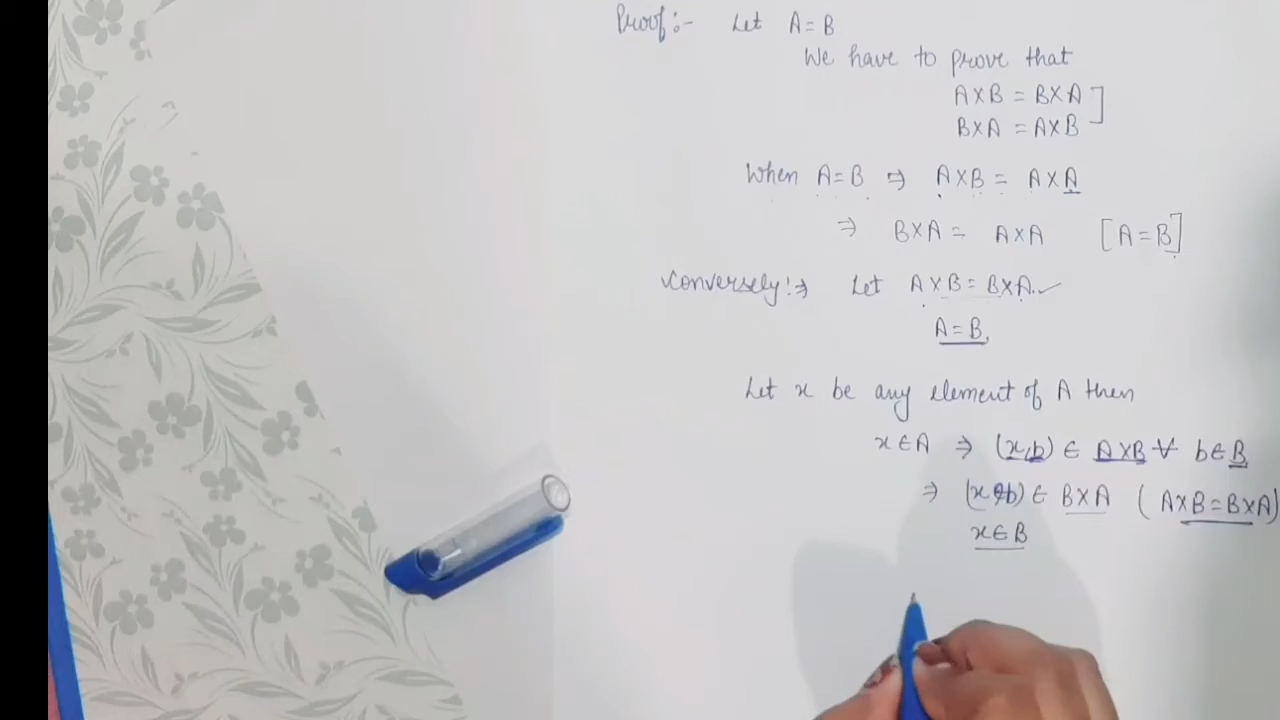 Proof:- Let A=B
We have to prove that
A×B = B×A
B×A = A×B
When A=B ⇒ A×B = A×A
⇒ B×A = A×A [A=B]
Conversely:⇒ Let A×B=B×A.✓
A=B,
Let x be any element of A then
x∈A ⇒ (x,b) ∈ A×B ∀ b∈B
⇒ (x,b) ∈ B×A (A×B=B×A)
x∈B